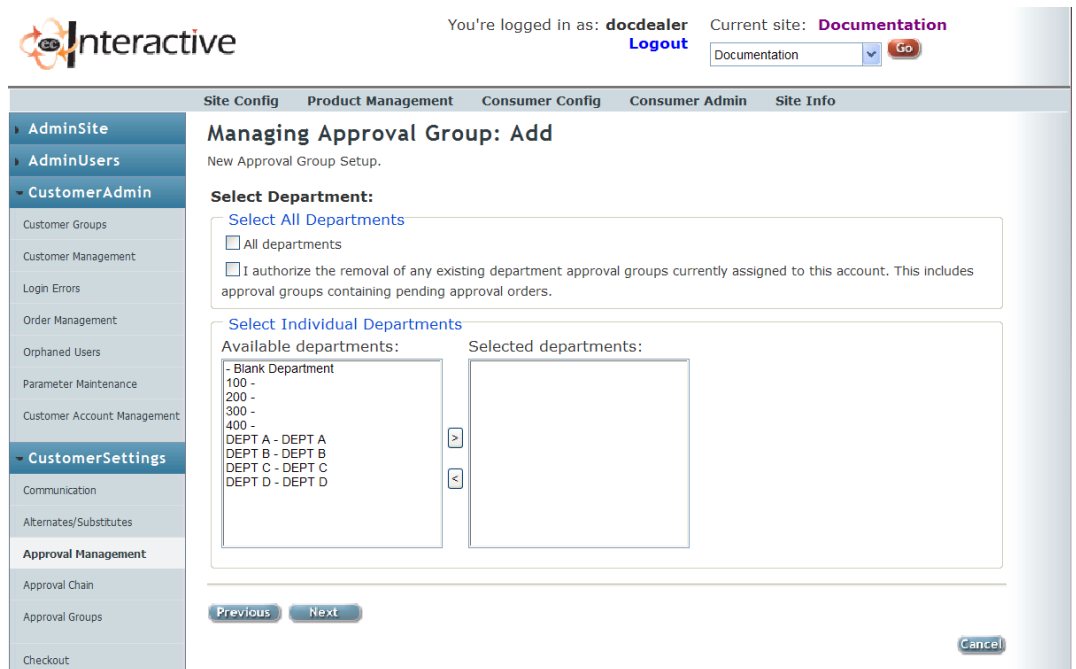 ec Interactive
You're logged in as: docdealer
Logout
Current site: Documentation
Documentation
Go
Site Config Product Management Consumer Config Consumer Admin Site Info
AdminSite
AdminUsers
CustomerAdmin
Customer Groups
Customer Management
Login Errors
Order Management
Orphaned Users
Parameter Maintenance
Customer Account Management
CustomerSettings
Communication
Alternates/Substitutes
Approval Management
Approval Chain
Approval Groups
Checkout
Managing Approval Group: Add
New Approval Group Setup.
Select Department:
Select All Departments
All departments
I authorize the removal of any existing department approval groups currently assigned to this account. This includes
approval groups containing pending approval orders.
Select Individual Departments
Available departments:
- Blank Department
100 -
200 -
300 -
400 -
DEPT A - DEPT A
DEPT B - DEPT B
DEPT C - DEPT C
DEPT D - DEPT D
>
<
Selected departments:
Previous Next
Cancel